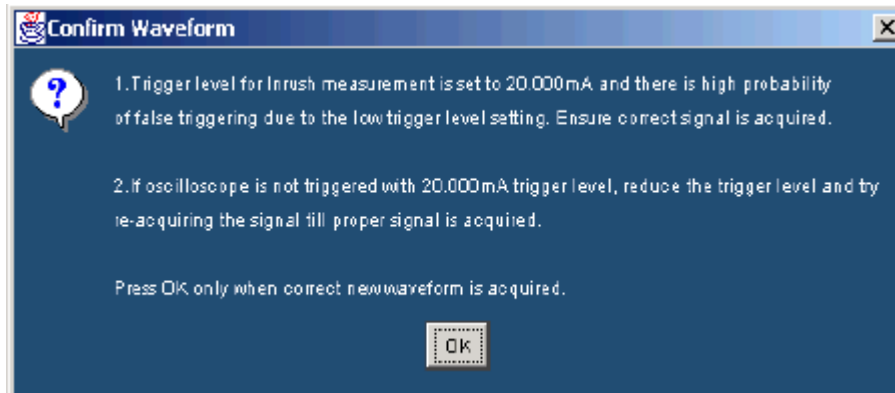 Confirm Waveform
1.Trigger level for Inrush measurement is set to 20.000mA and there is high probability
of false triggering due to the low trigger level setting. Ensure correct signal is acquired.
2.If oscilloscope is not triggered with 20.000mA trigger level, reduce the trigger level and try
re-acquiring the signal till proper signal is acquired.
Press OK only when correct new waveform is acquired.
OK